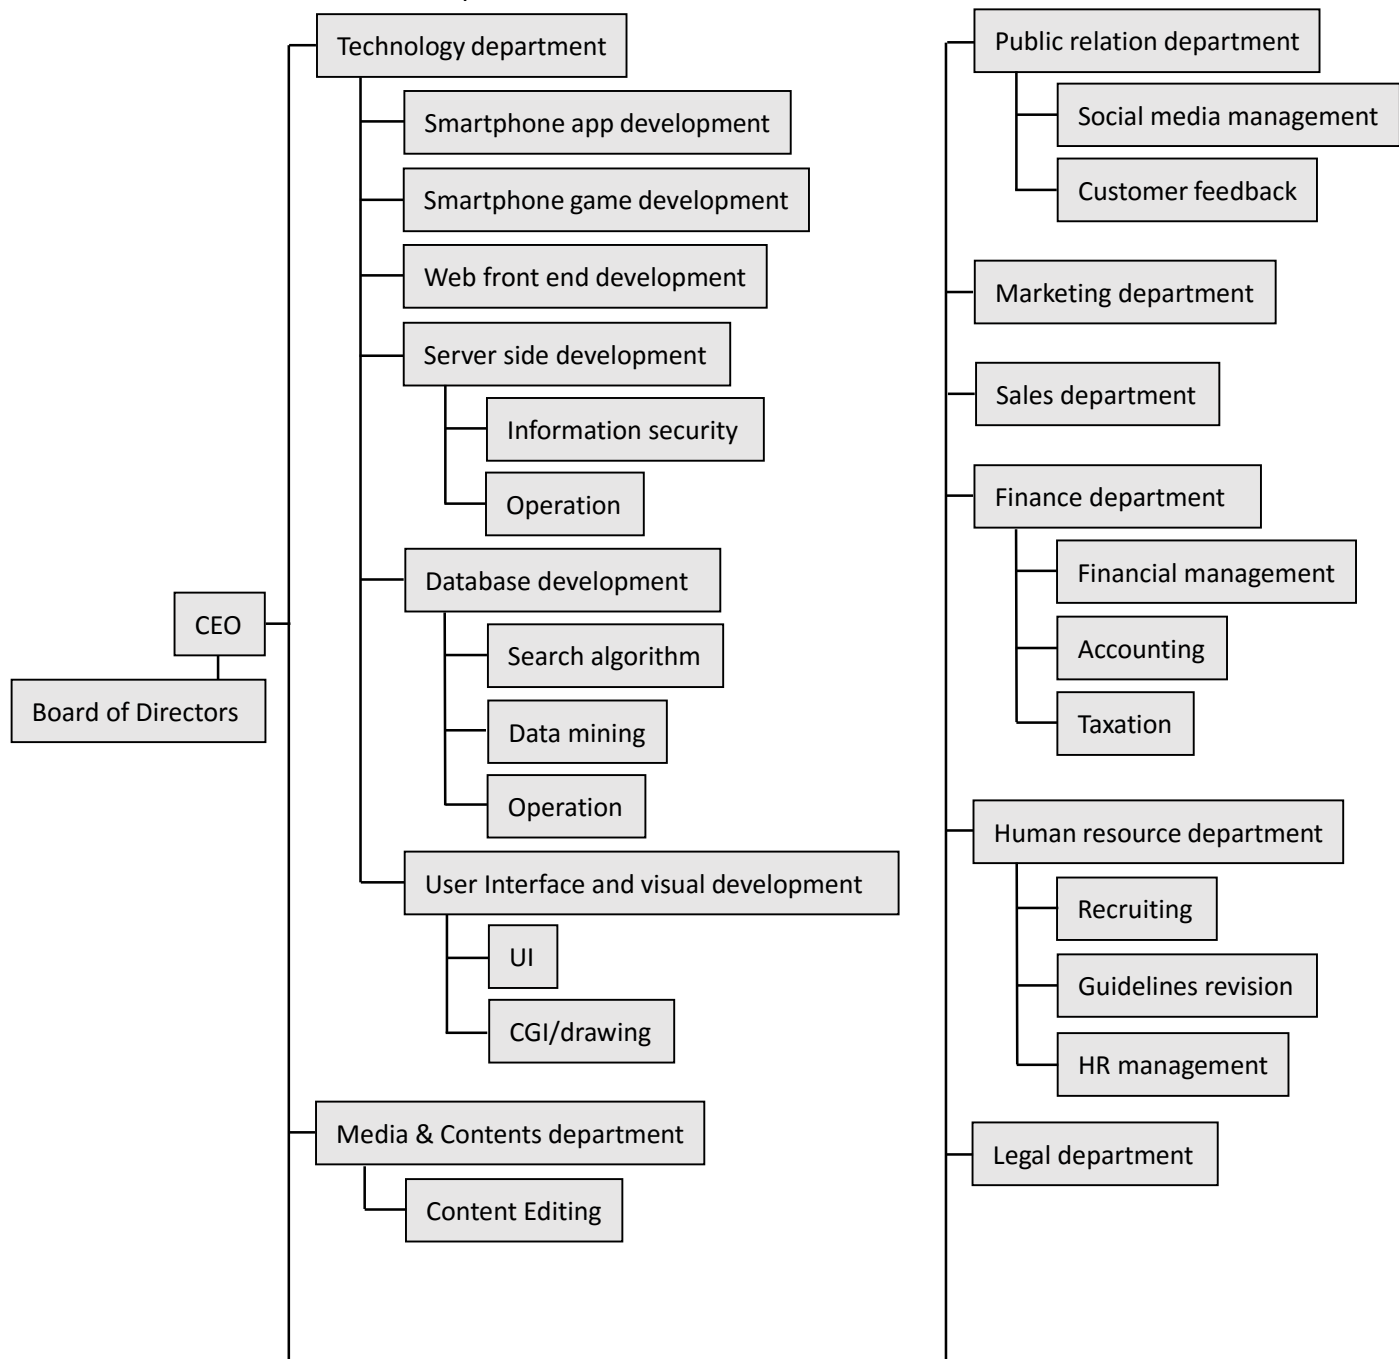 Technology department
Smartphone app development
Smartphone game development
Web front end development
Server side development
Information security
Operation
Database development
Search algorithm
Data mining
Operation
User Interface and visual development
UI
CGI/drawing
Media & Contents department
Content Editing
CEO
Board of Directors
Public relation department
Social media management
Customer feedback
Marketing department
Sales department
Finance department
Financial management
Accounting
Taxation
Human resource department
Recruiting
Guidelines revision
HR management
Legal department